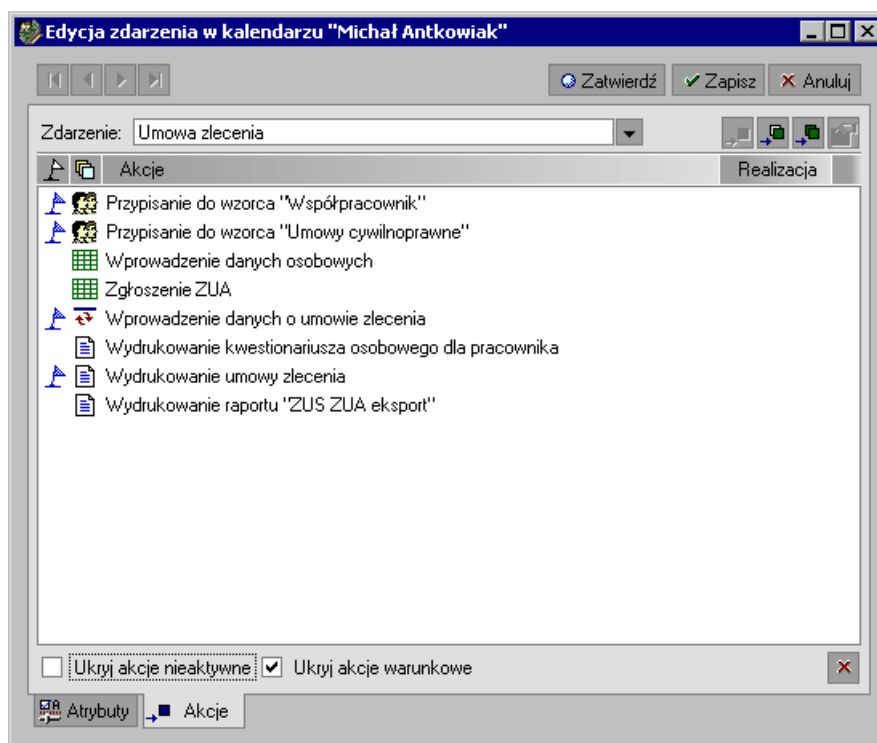 Edycja zdarzenia w kalendarzu "Michał Antkowiak"
Zatwierdź Zapisz Anuluj
Zdarzenie: Umowa zlecenia
Akcje Realizacja
Przypisanie do wzorca "Współpracownik"
Przypisanie do wzorca "Umowy cywilnoprawne"
Wprowadzenie danych osobowych
Zgłoszenie ZUA
Wprowadzenie danych o umowie zlecenia
Wydrukowanie kwestionariusza osobowego dla pracownika
Wydrukowanie umowy zlecenia
Wydrukowanie raportu "ZUS ZUA eksport"
Ukryj akcje nieaktywne Ukryj akcje warunkowe
Atrybuty Akcje